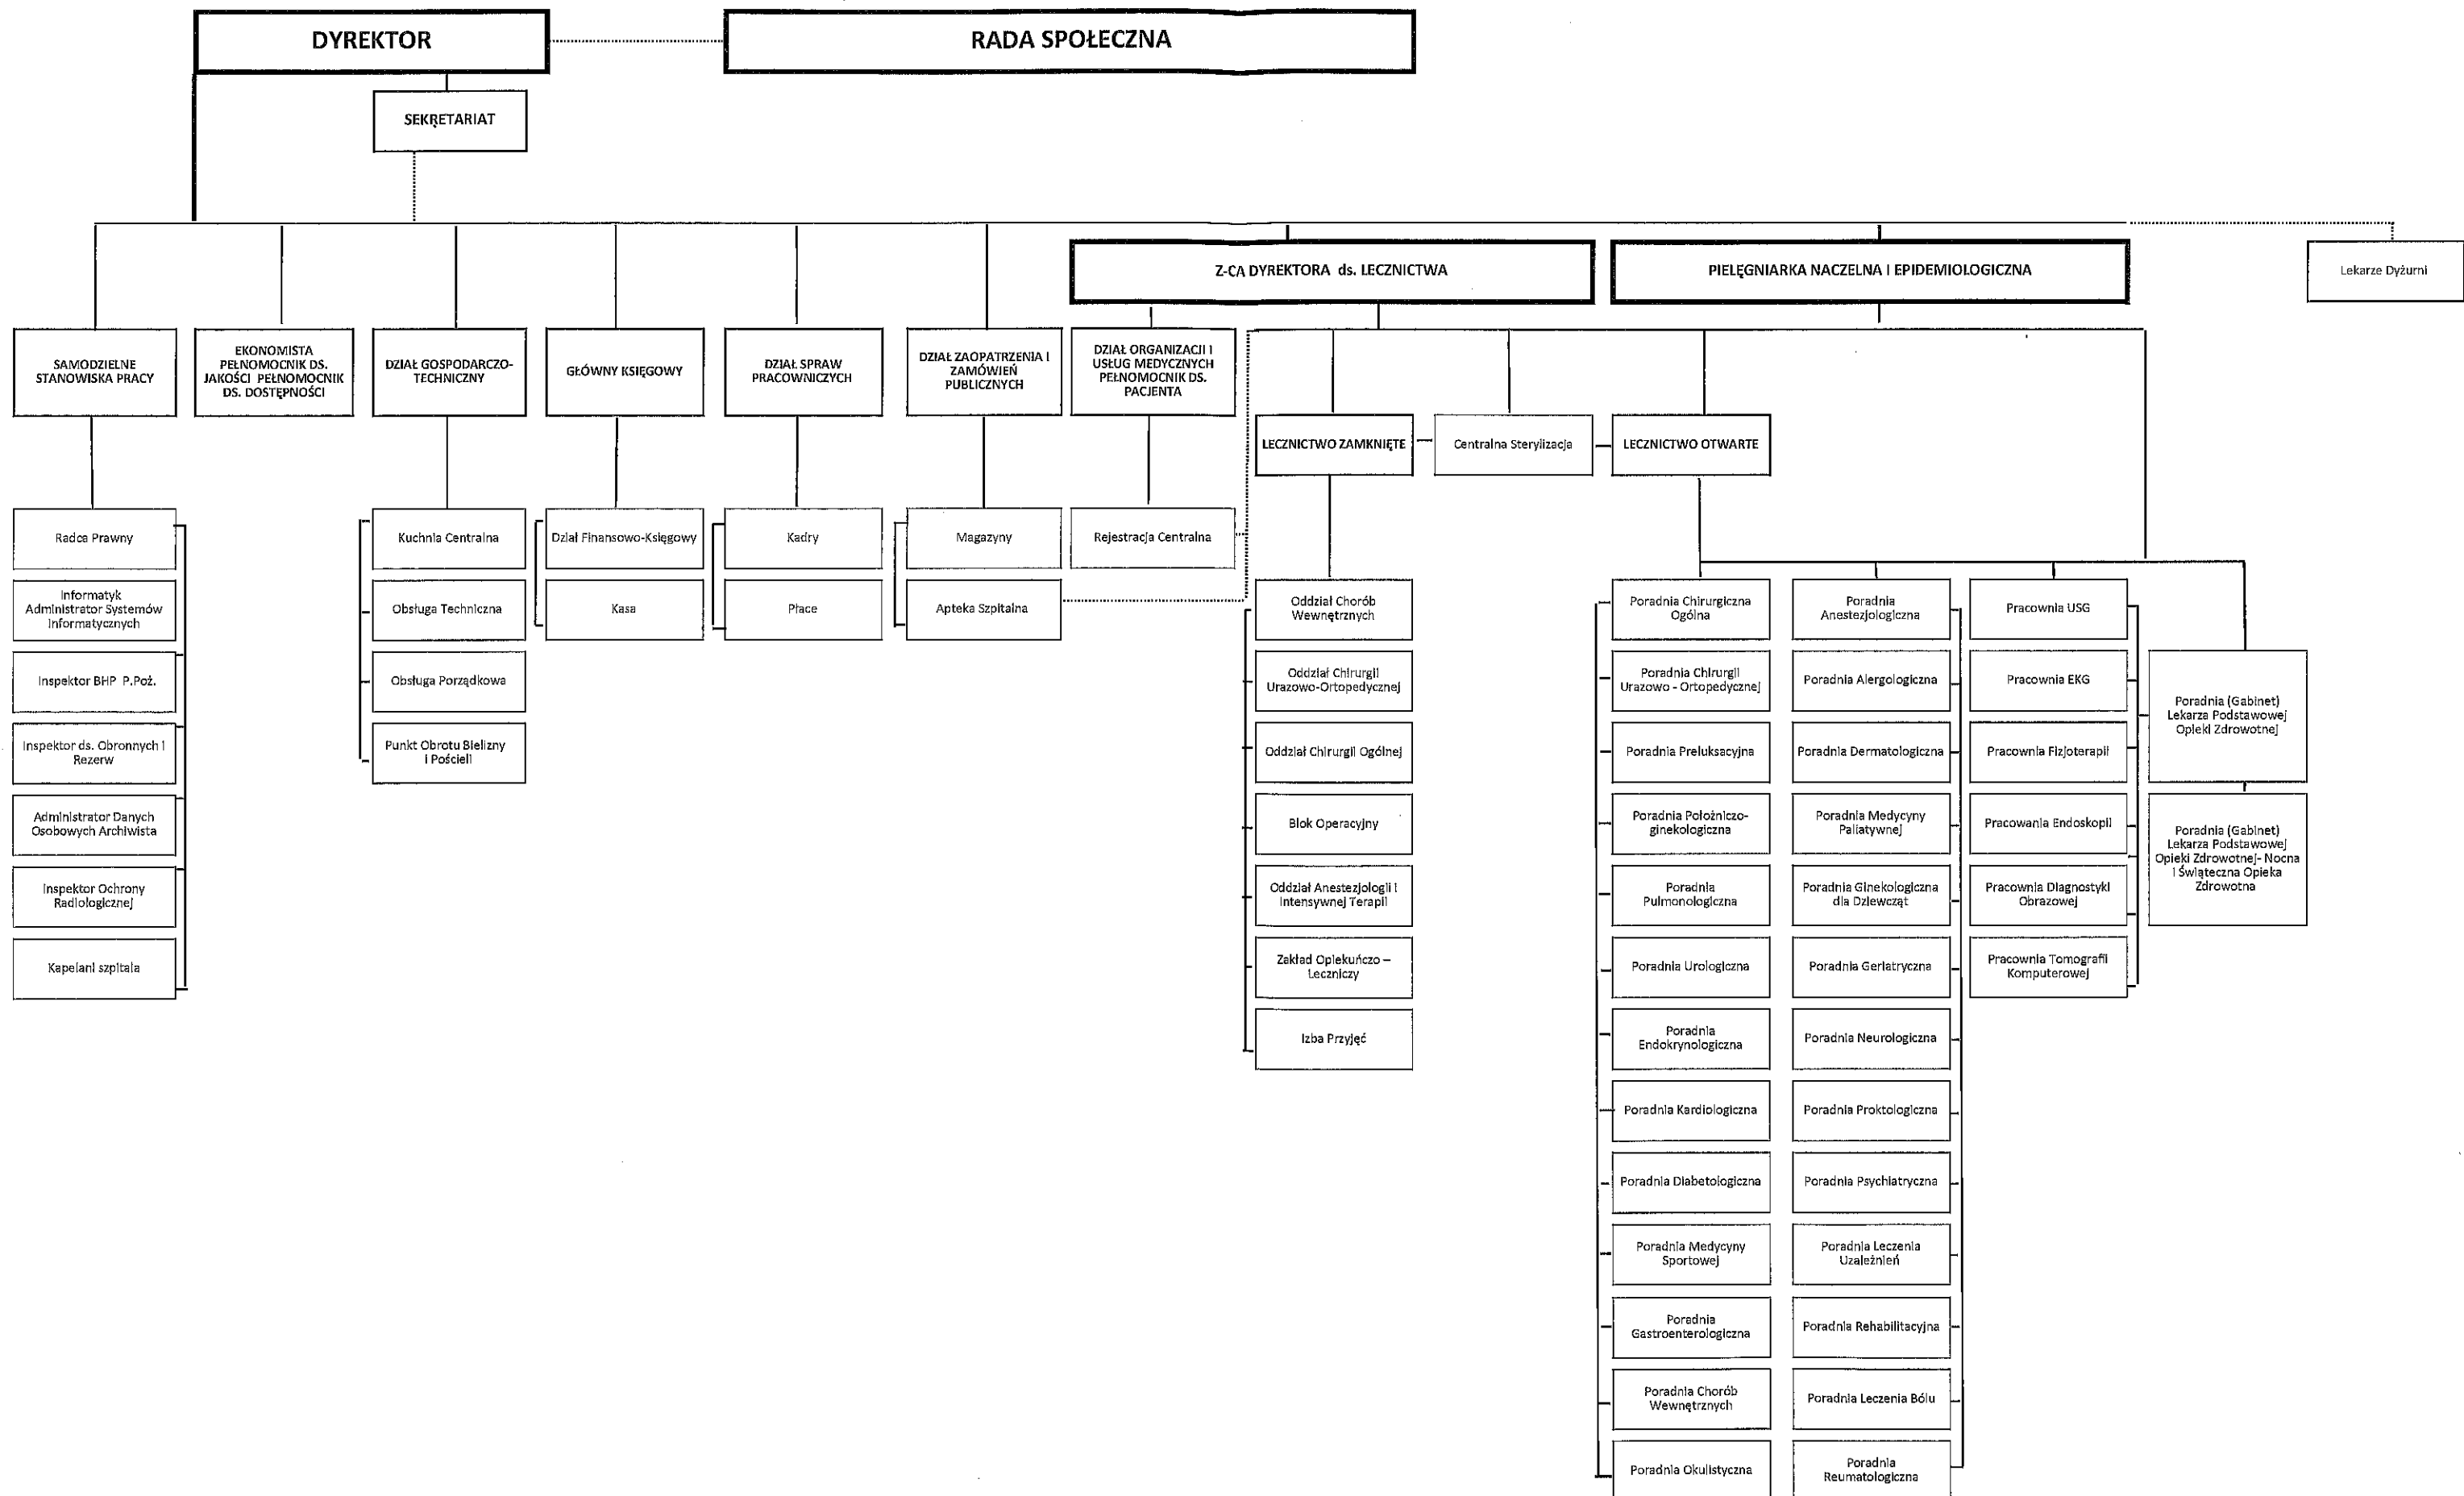 DYREKTOR
RADA SPOŁECZNA
SEKRETARIAT
Z-CA DYREKTORA ds. LECZNICTWA
PIELĘGNIARKA NACZELNA I EPIDEMIOLOGICZNA
Lekarze Dyżurni
SAMODZIELNE
STANOWISKA PRACY
EKONOMISTA
PEŁNOMOCNIK DS.
JAKOŚCI PEŁNOMOCNIK
DS. DOSTĘPNOŚCI
DZIAŁ GOSPODARCZO-
TECHNICZNY
GŁÓWNY KSIĘGOWY
DZIAŁ SPRAW
PRACOWNICZYCH
DZIAŁ ZAOPATRZENIA I
ZAMÓWIEŃ
PUBLICZNYCH
DZIAŁ ORGANIZACJI I
USŁUG MEDYCZNYCH
PEŁNOMOCNIK DS.
PACJENTA
LECZNICTWO ZAMKNIĘTE
Centralna Sterylizacja
LECZNICTWO OTWARTE
Radca Prawny
Informatyk
Administrator Systemów
Informatycznych
Inspektor BHP P.Poż.
Inspektor ds. Obronnych i
Rezerw
Administrator Danych
Osobowych Archiwista
Inspektor Ochrony
Radiologicznej
Kapelani szpitala
Kuchnia Centralna
Obsługa Techniczna
Obsługa Porządkowa
Punkt Obrotu Bielizny
i Pościeli
Dział Finansowo-Księgowy
Kasa
Kadry
Płace
Magazyny
Apteka Szpitalna
Rejestracja Centralna
Oddział Chorób
Wewnętrznych
Oddział Chirurgii
Urazowo-Ortopedycznej
Oddział Chirurgii Ogólnej
Blok Operacyjny
Oddział Anestezjologii i
Intensywnej Terapii
Zakład Opiekuńczo –
Leczniczy
Izba Przyjęć
Poradnia Chirurgiczna
Ogólna
Poradnia Chirurgii
Urazowo - Ortopedycznej
Poradnia Preluksacyjna
Poradnia Położniczo-
ginekologiczna
Poradnia
Pulmonologiczna
Poradnia Urologiczna
Poradnia
Endokrynologiczna
Poradnia Kardiologiczna
Poradnia Diabetologiczna
Poradnia Medycyny
Sportowej
Poradnia
Gastroenterologiczna
Poradnia Chorób
Wewnętrznych
Poradnia Okulistyczna
Poradnia
Anestezjologiczna
Poradnia Alergologiczna
Poradnia Dermatologiczna
Poradnia Medycyny
Paliatywnej
Poradnia Ginekologiczna
dla Dziewcząt
Poradnia Geriatryczna
Poradnia Neurologiczna
Poradnia Proktologiczna
Poradnia Psychiatryczna
Poradnia Leczenia
Uzależnień
Poradnia Rehabilitacyjna
Poradnia Leczenia Bólu
Poradnia
Reumatologiczna
Pracownia USG
Pracownia EKG
Pracownia Fizjoterapii
Pracowania Endoskopii
Pracownia Diagnostyki
Obrazowej
Pracownia Tomografii
Komputerowej
Poradnia (Gabinet)
Lekarza Podstawowej
Opieki Zdrowotnej
Poradnia (Gabinet)
Lekarza Podstawowej
Opieki Zdrowotnej- Nocna
i Świąteczna Opieka
Zdrowotna